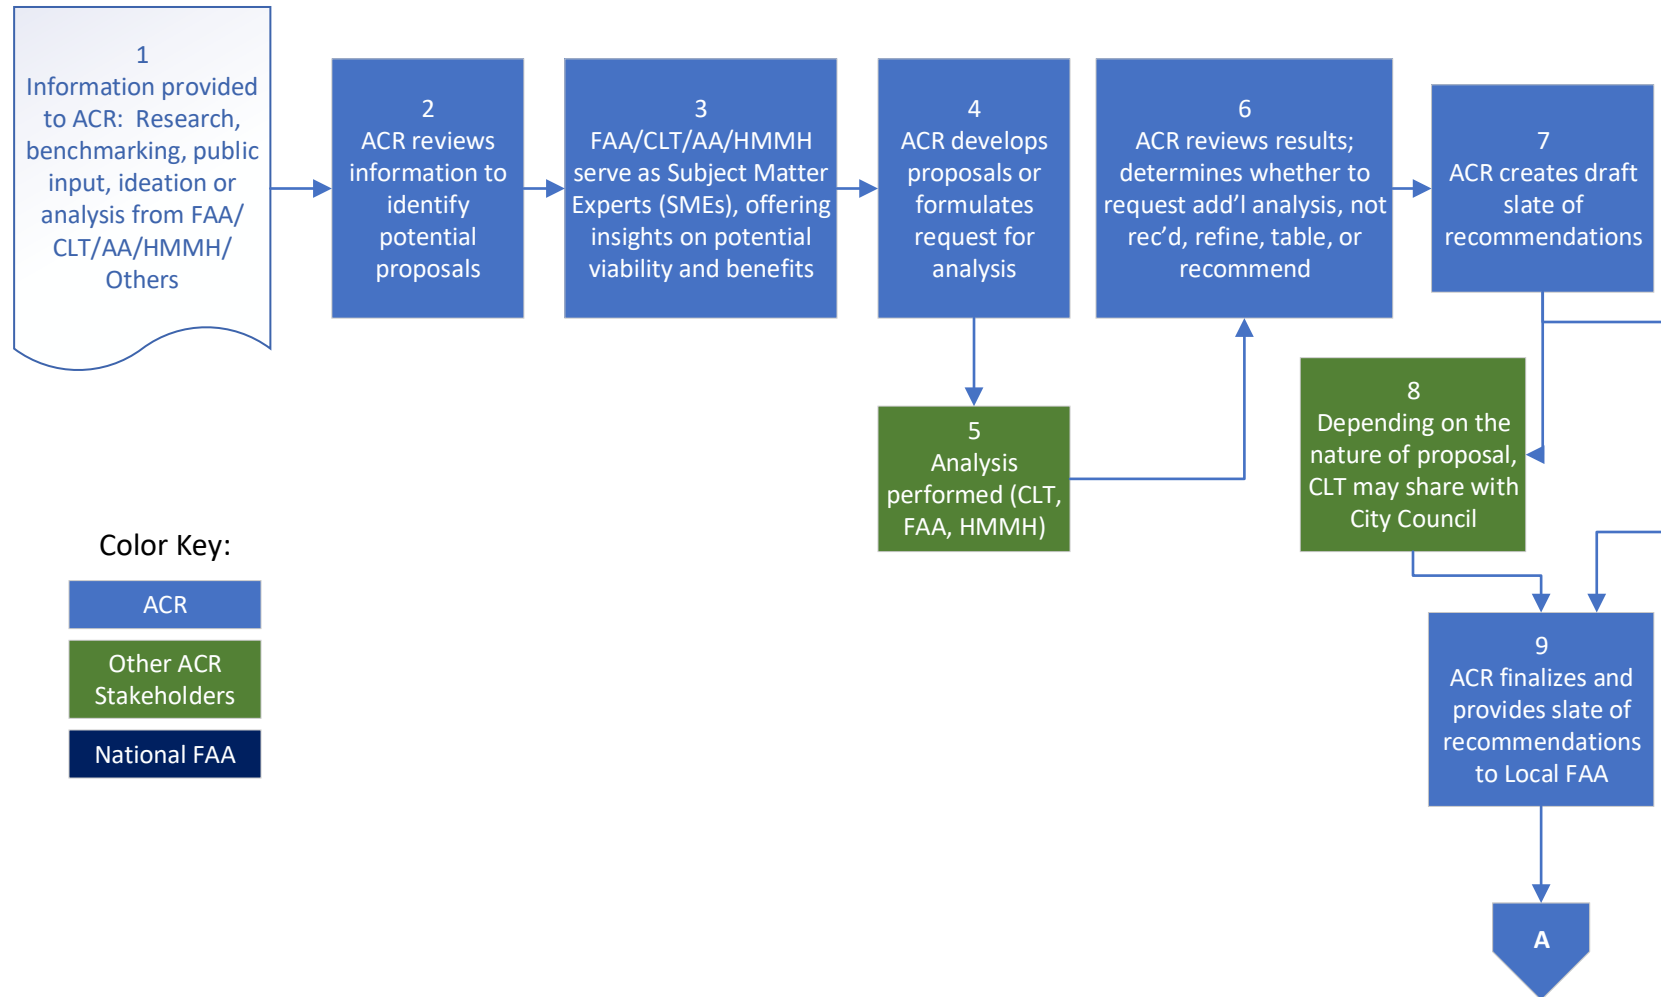 1
Information provided
to ACR: Research,
benchmarking, public
input, ideation or
analysis from FAA/
CLT/AA/HMMH/
Others
2
ACR reviews
information to
identify
potential
proposals
3
FAA/CLT/AA/HMMH
serve as Subject Matter
Experts (SMEs), offering
insights on potential
viability and benefits
4
ACR develops
proposals or
formulates
request for
analysis
5
Analysis
performed (CLT,
FAA, HMMH)
6
ACR reviews results;
determines whether to
request add’l analysis, not
rec’d, refine, table, or
recommend
7
ACR creates draft
slate of
recommendations
8
Depending on the
nature of proposal,
CLT may share with
City Council
9
ACR finalizes and
provides slate of
recommendations
to Local FAA
A
Color Key:
ACR
Other ACR
Stakeholders
National FAA